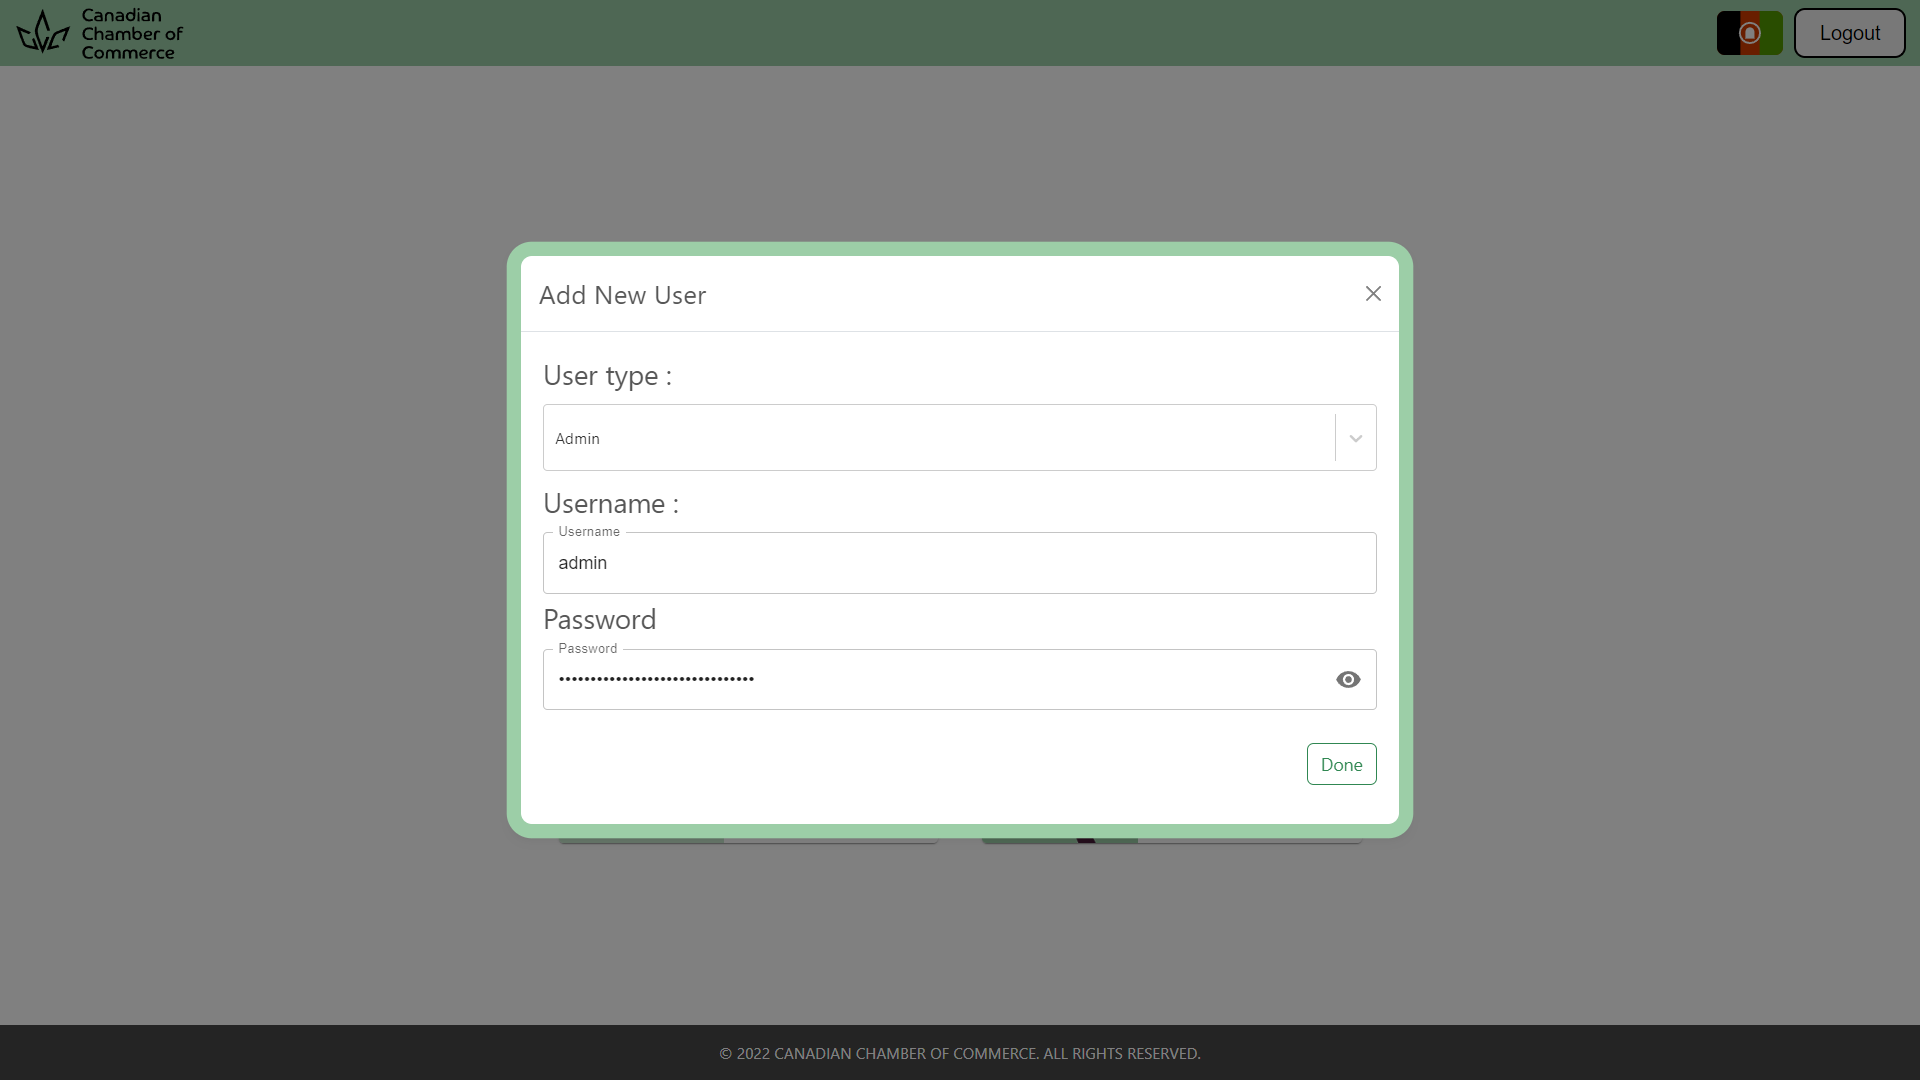 Canadian
Chamber of
Commerce
Logout
Add New User
User type :
Admin
Username :
Username
admin
Password
Password
•••••••••••••••••••••••••••••••
Done
© 2022 CANADIAN CHAMBER OF COMMERCE. ALL RIGHTS RESERVED.